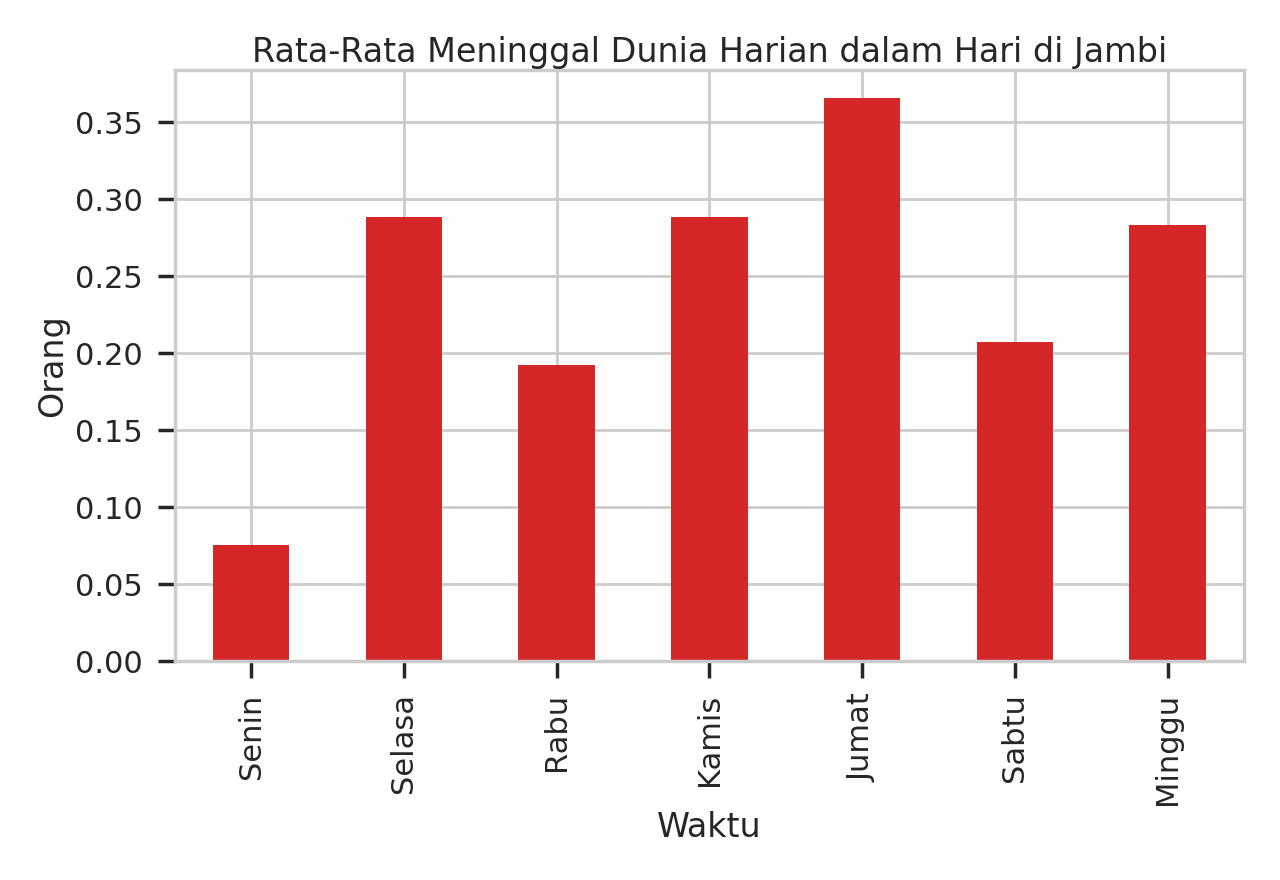 Rata-Rata Meninggal Dunia Harian dalam Hari di Jambi
Orang
0.35
0.30
0.25
0.20
0.15
0.10
0.05
0.00
Senin
Selasa
Rabu
Kamis
Jumat
Sabtu
Minggu
Waktu